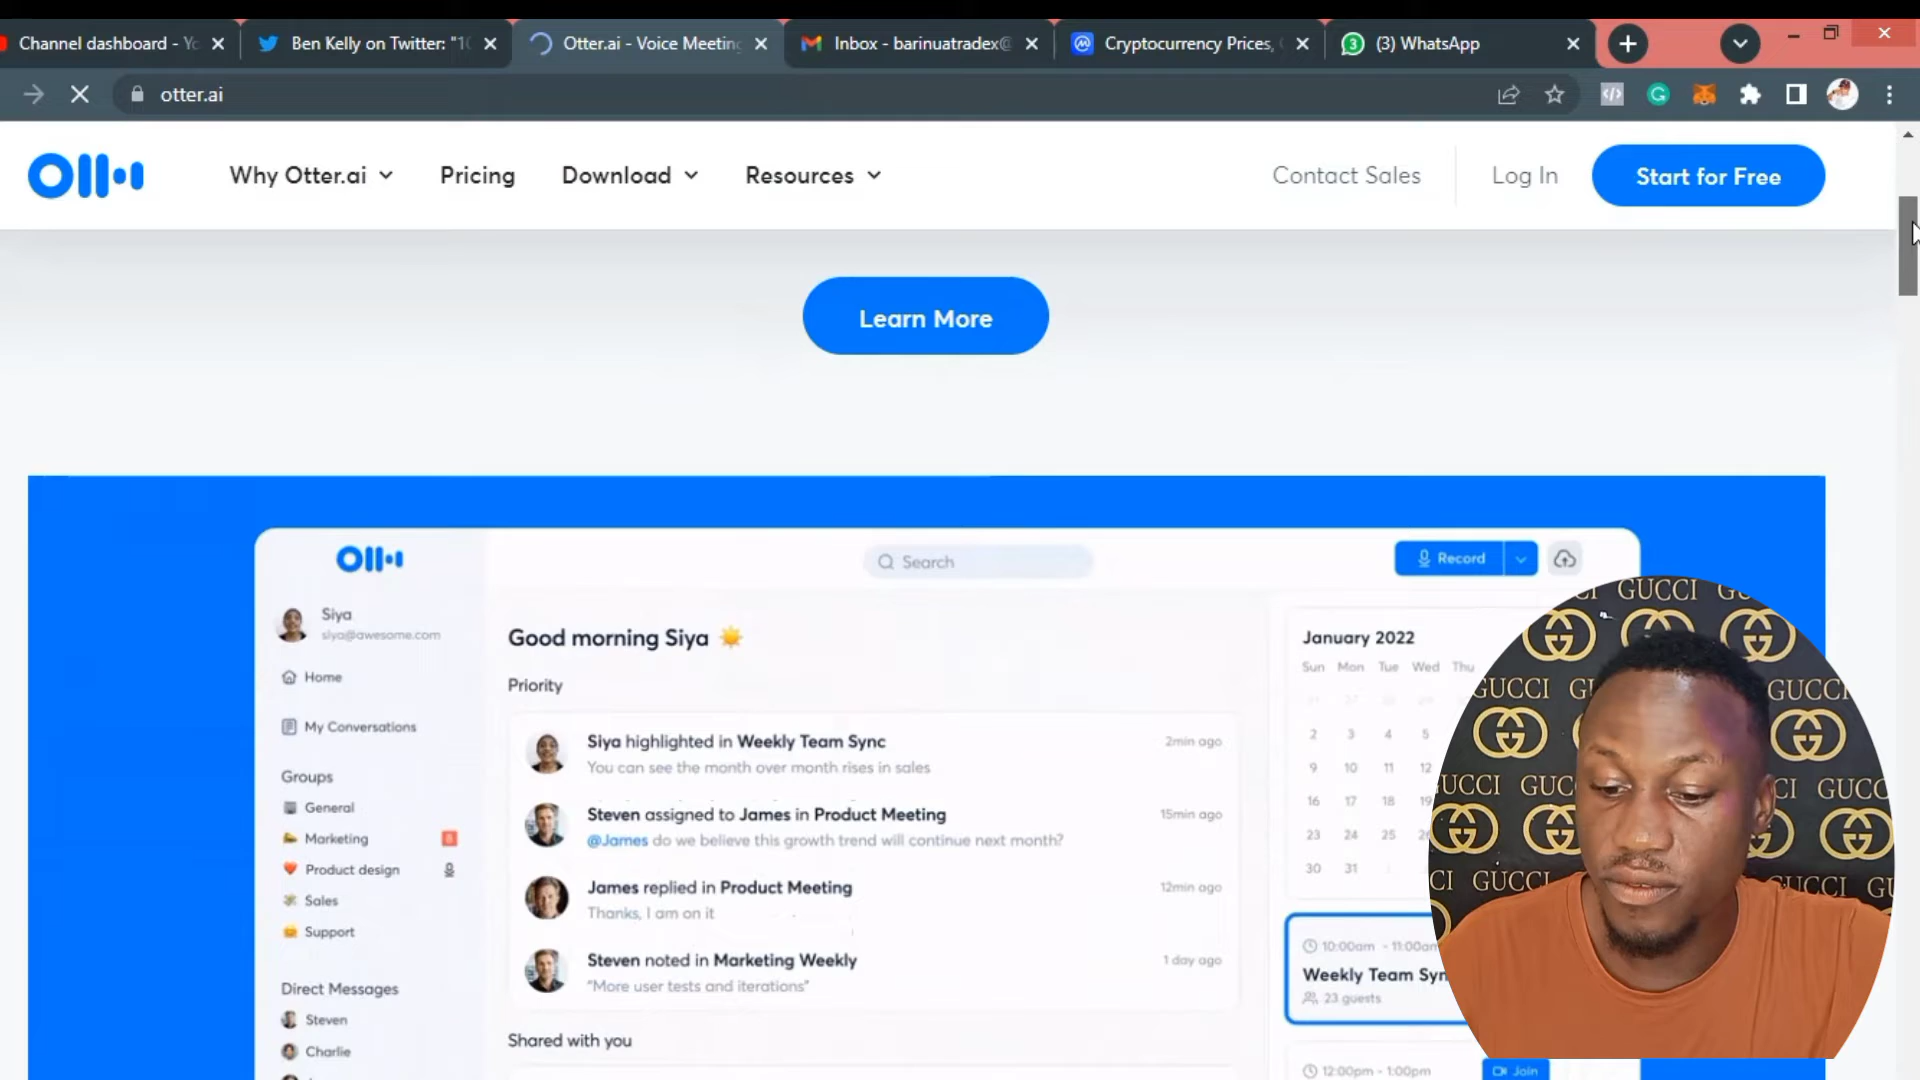 Channel dashboard - Yo
Ben Kelly on Twitter: "10
Otter.ai - Voice Meeting
Inbox - barinuatradex@
Cryptocurrency Prices,
(3) WhatsApp
otter.ai
Why Otter.ai
Pricing
Download
Resources
Contact Sales
Log In
Start for Free
Learn More
Search
Record
Siya
siya@awesome.com
Home
My Conversations
Groups
General
Marketing
Product design
Sales
Support
Direct Messages
Steven
Charlie
Good morning Siya
Priority
Siya highlighted in Weekly Team Sync
2min ago
You can see the month over month rises in sales
Steven assigned to James in Product Meeting
15min ago
@James do we believe this growth trend will continue next month?
James replied in Product Meeting
12min ago
Thanks, I am on it
Steven noted in Marketing Weekly
1 day ago
"More user tests and iterations"
Shared with you
January 2022
Sun Mon Tue Wed Thu
2 3 4 5
9 10 11 12
16 17 18 19
23 24 25
30 31
10:00am - 11:00am
Weekly Team Syn
23 guests
12:00pm - 1:00pm
Join
GUCCI
GUCCI
GUCCI
GUCCI
GUCCI
GUCCI
GUCCI